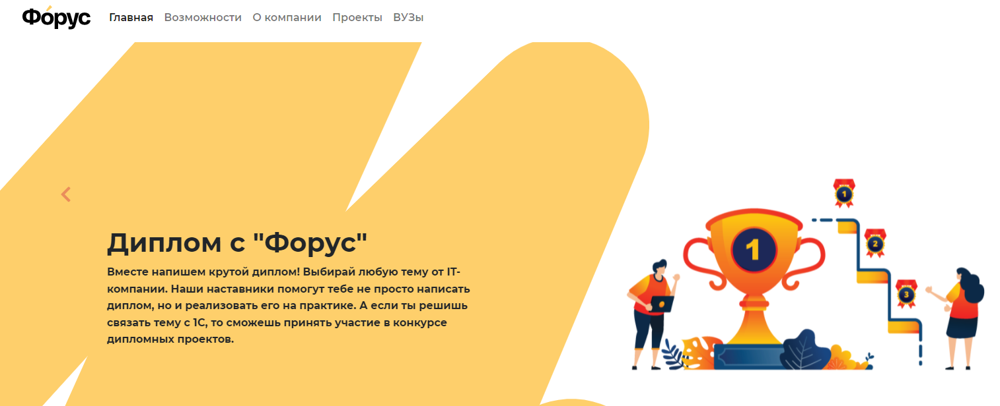 Форус Главная Возможности О компании Проекты ВУЗы
Диплом с "Форус"
Вместе напишем крутой диплом! Выбирай любую тему от IT-
компании. Наши наставники помогут тебе не просто написать
диплом, но и реализовать его на практике. А если ты решишь
связать тему с 1С, то сможешь принять участие в конкурсе
дипломных проектов.
1
1
2
3